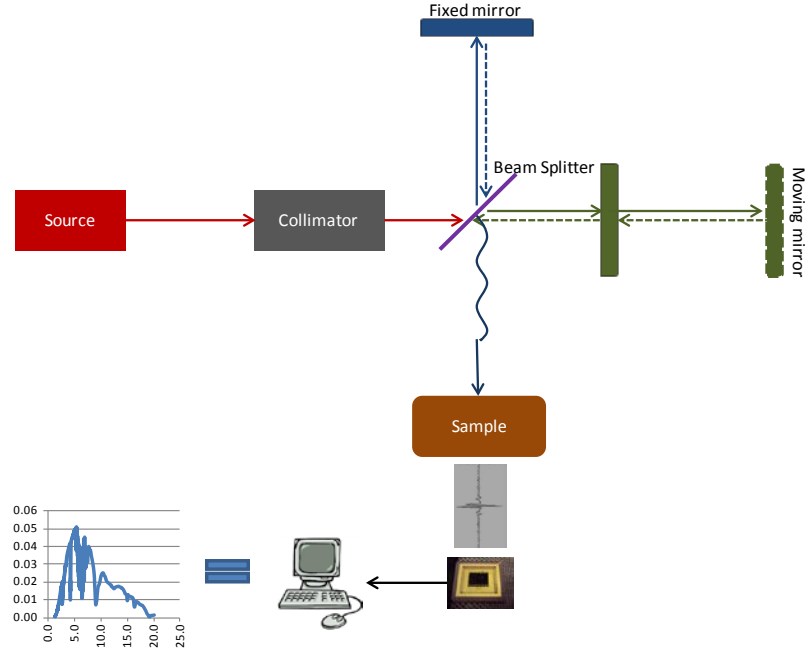 Fixed mirror
Beam Splitter
Source
Collimator
Moving mirror
Sample
0.06
0.05
0.04
0.03
0.02
0.01
0.00
0.0
5.0
10.0
15.0
20.0
25.0